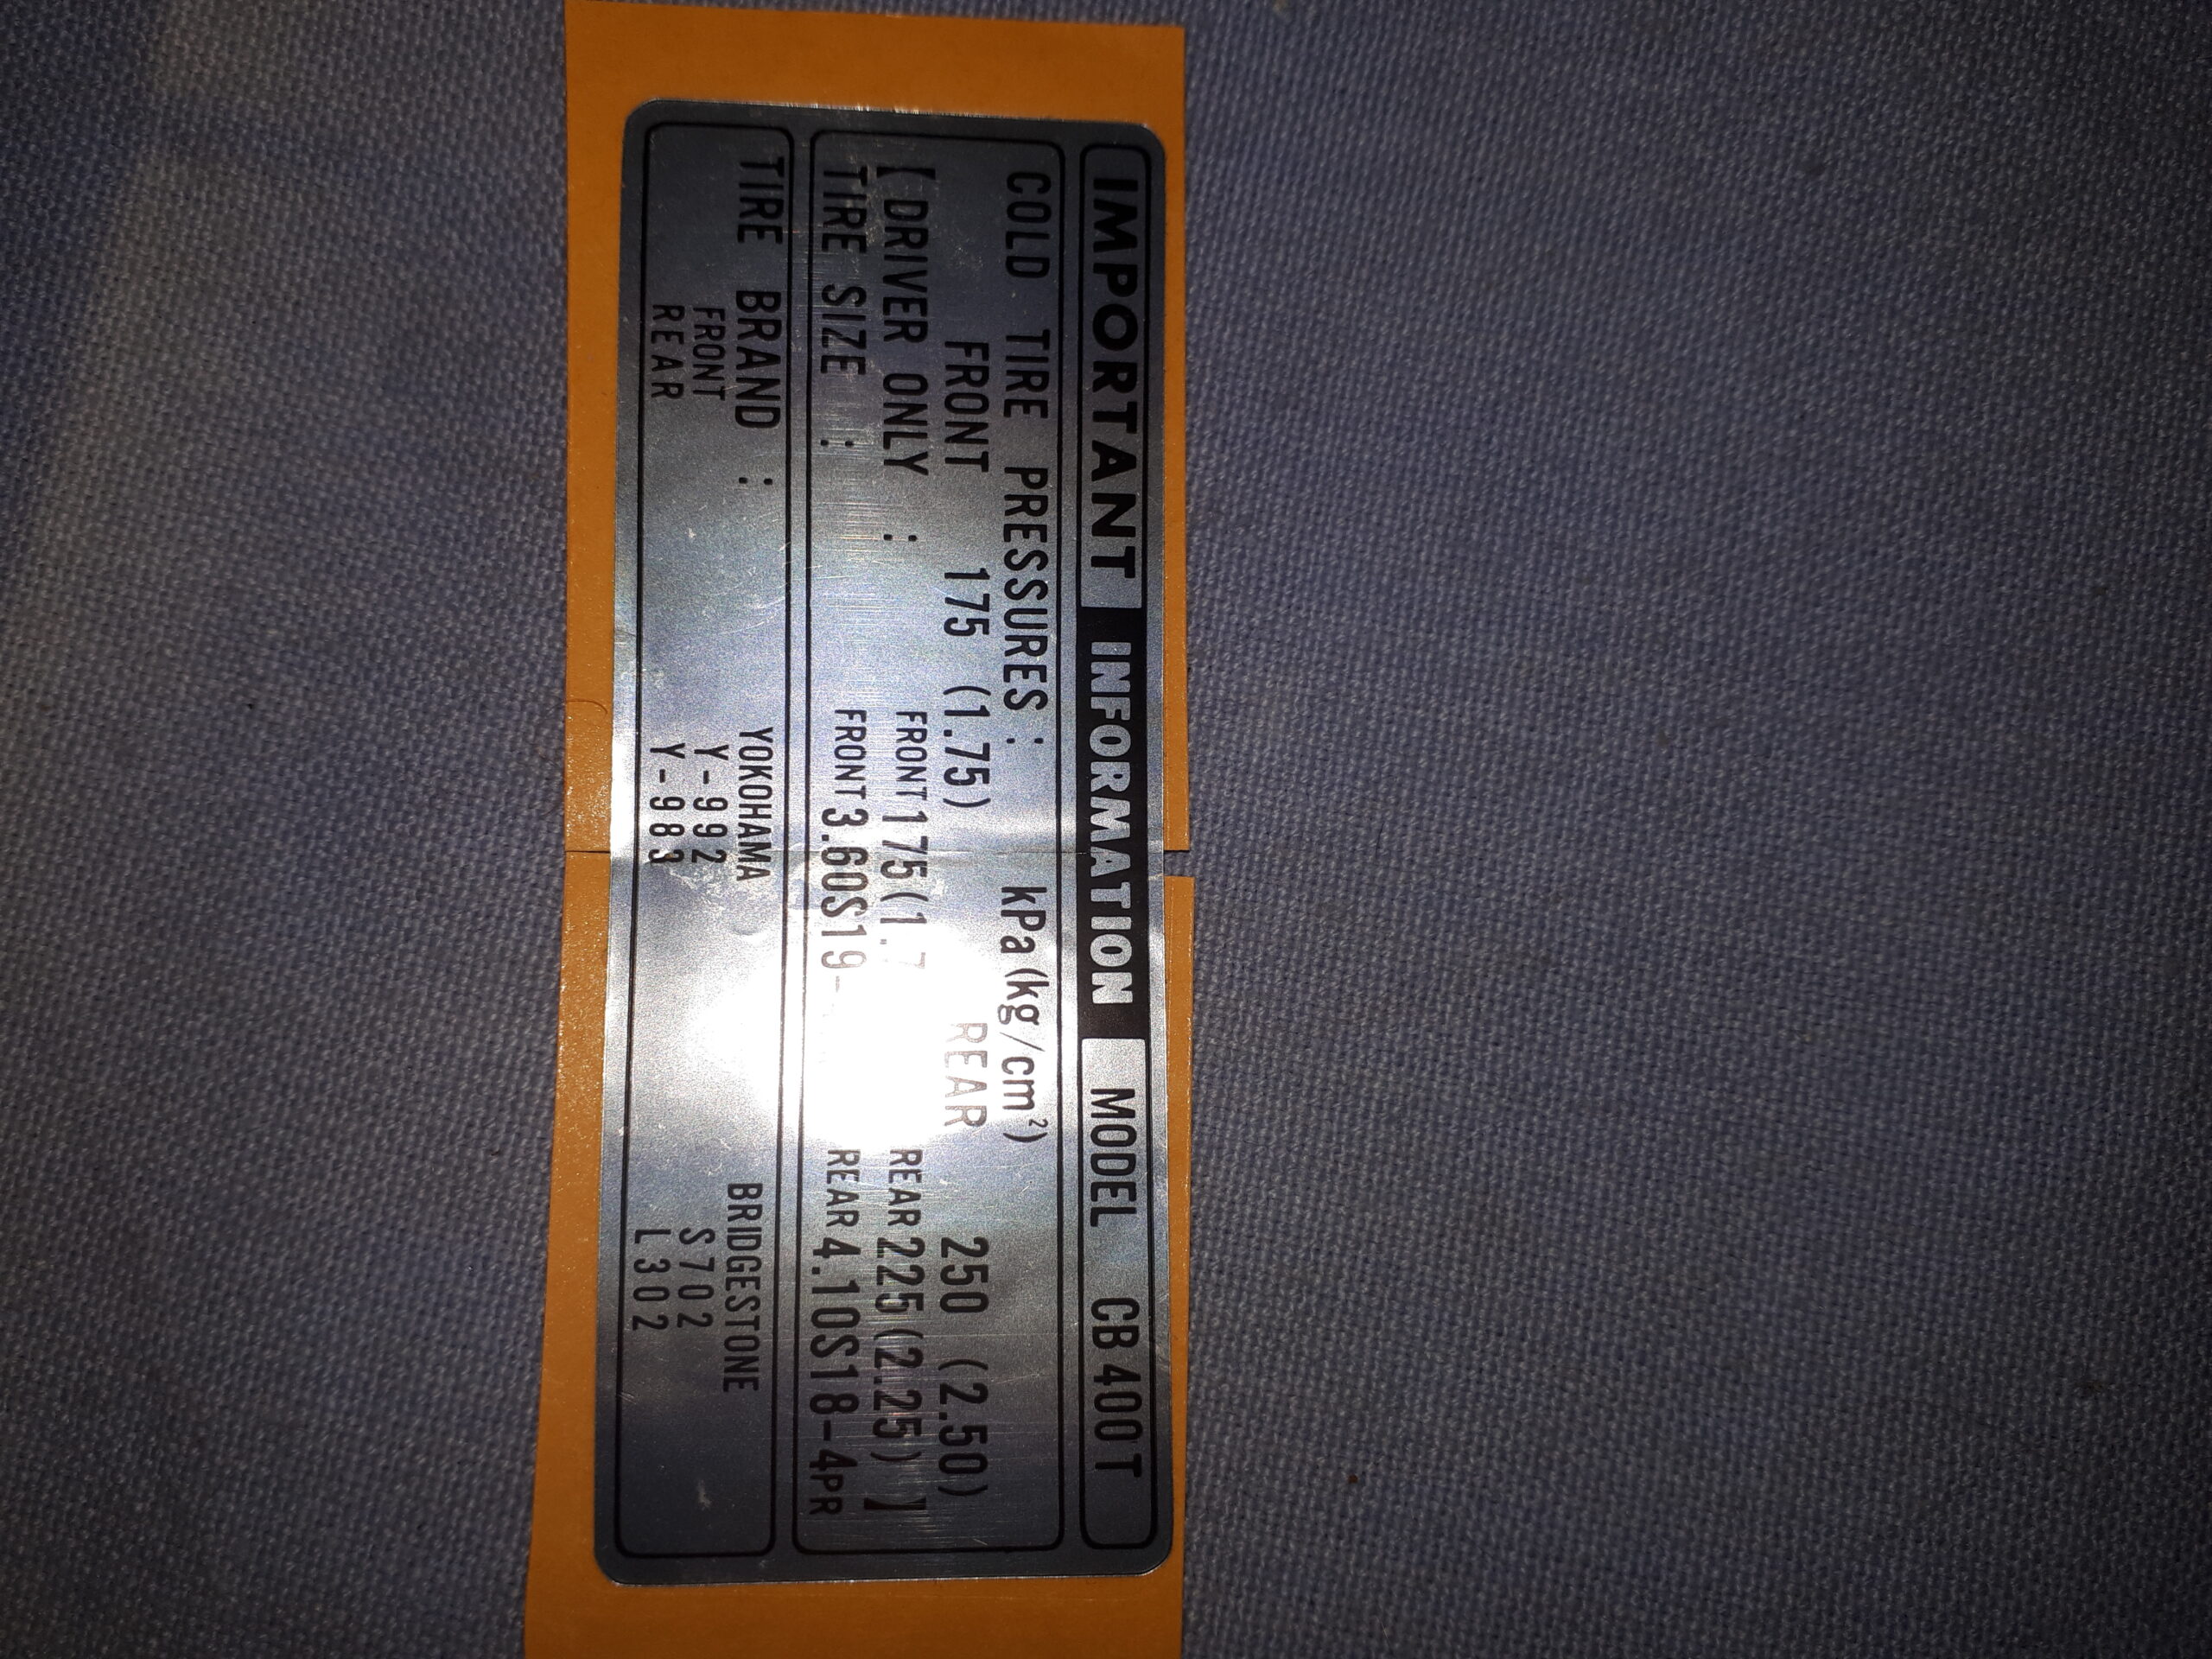 IMPORTANT INFORMATION MODEL CB400T
COLD TIRE PRESSURES : kPa (kg/cm²)
FRONT 175 (1.75) REAR 250 (2.50)
【DRIVER ONLY : FRONT 175(1.7 REAR 225(2.25)】
TIRE SIZE : FRONT 3.60S19- REAR 4.10S18-4PR
TIRE BRAND : YOKOHAMA BRIDGESTONE
FRONT Y-992 S702
REAR Y-983 L302